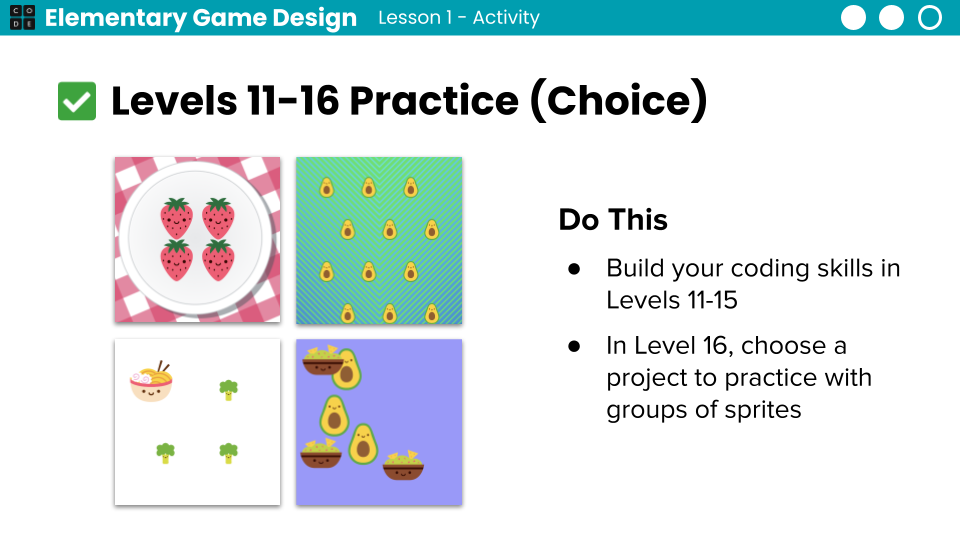 CODE
Elementary Game Design Lesson 1 - Activity
Levels 11-16 Practice (Choice)
Do This
● Build your coding skills in
Levels 11-15
● In Level 16, choose a
project to practice with
groups of sprites